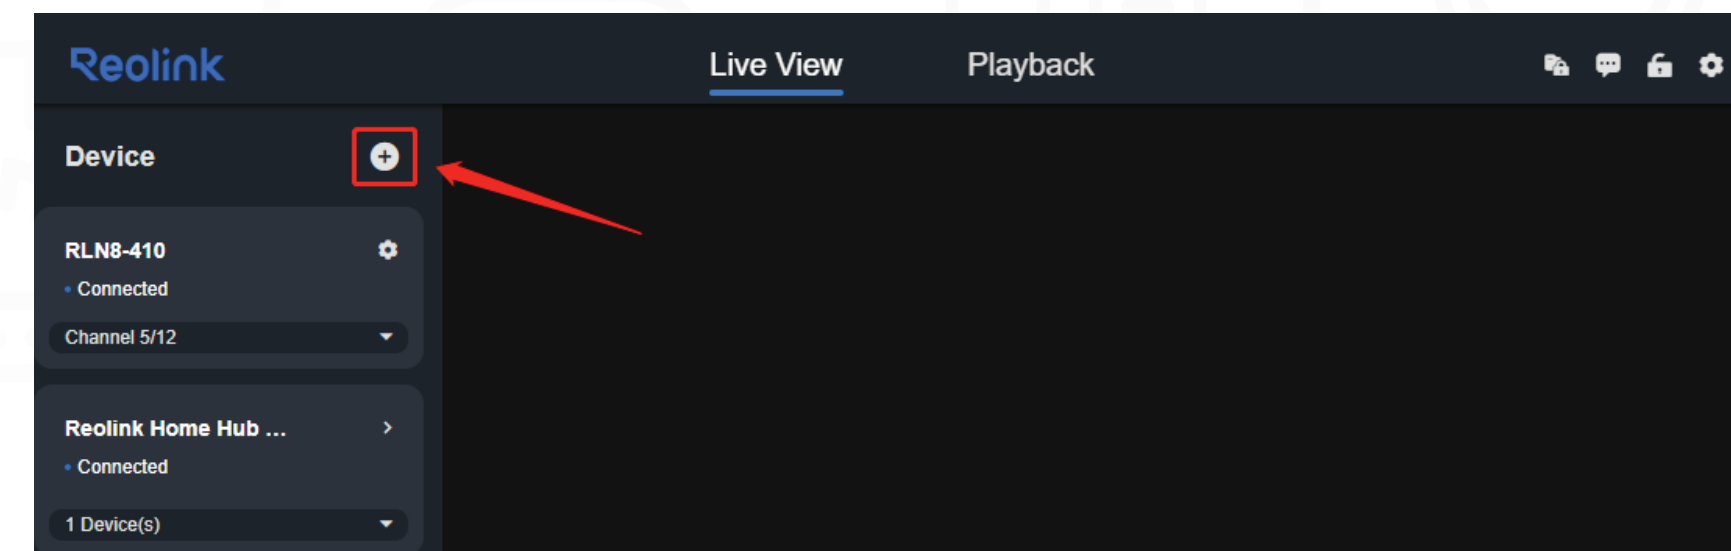 Reolink
Live View
Playback
Device
RLN8-410
Connected
Channel 5/12
Reolink Home Hub ...
Connected
1 Device(s)